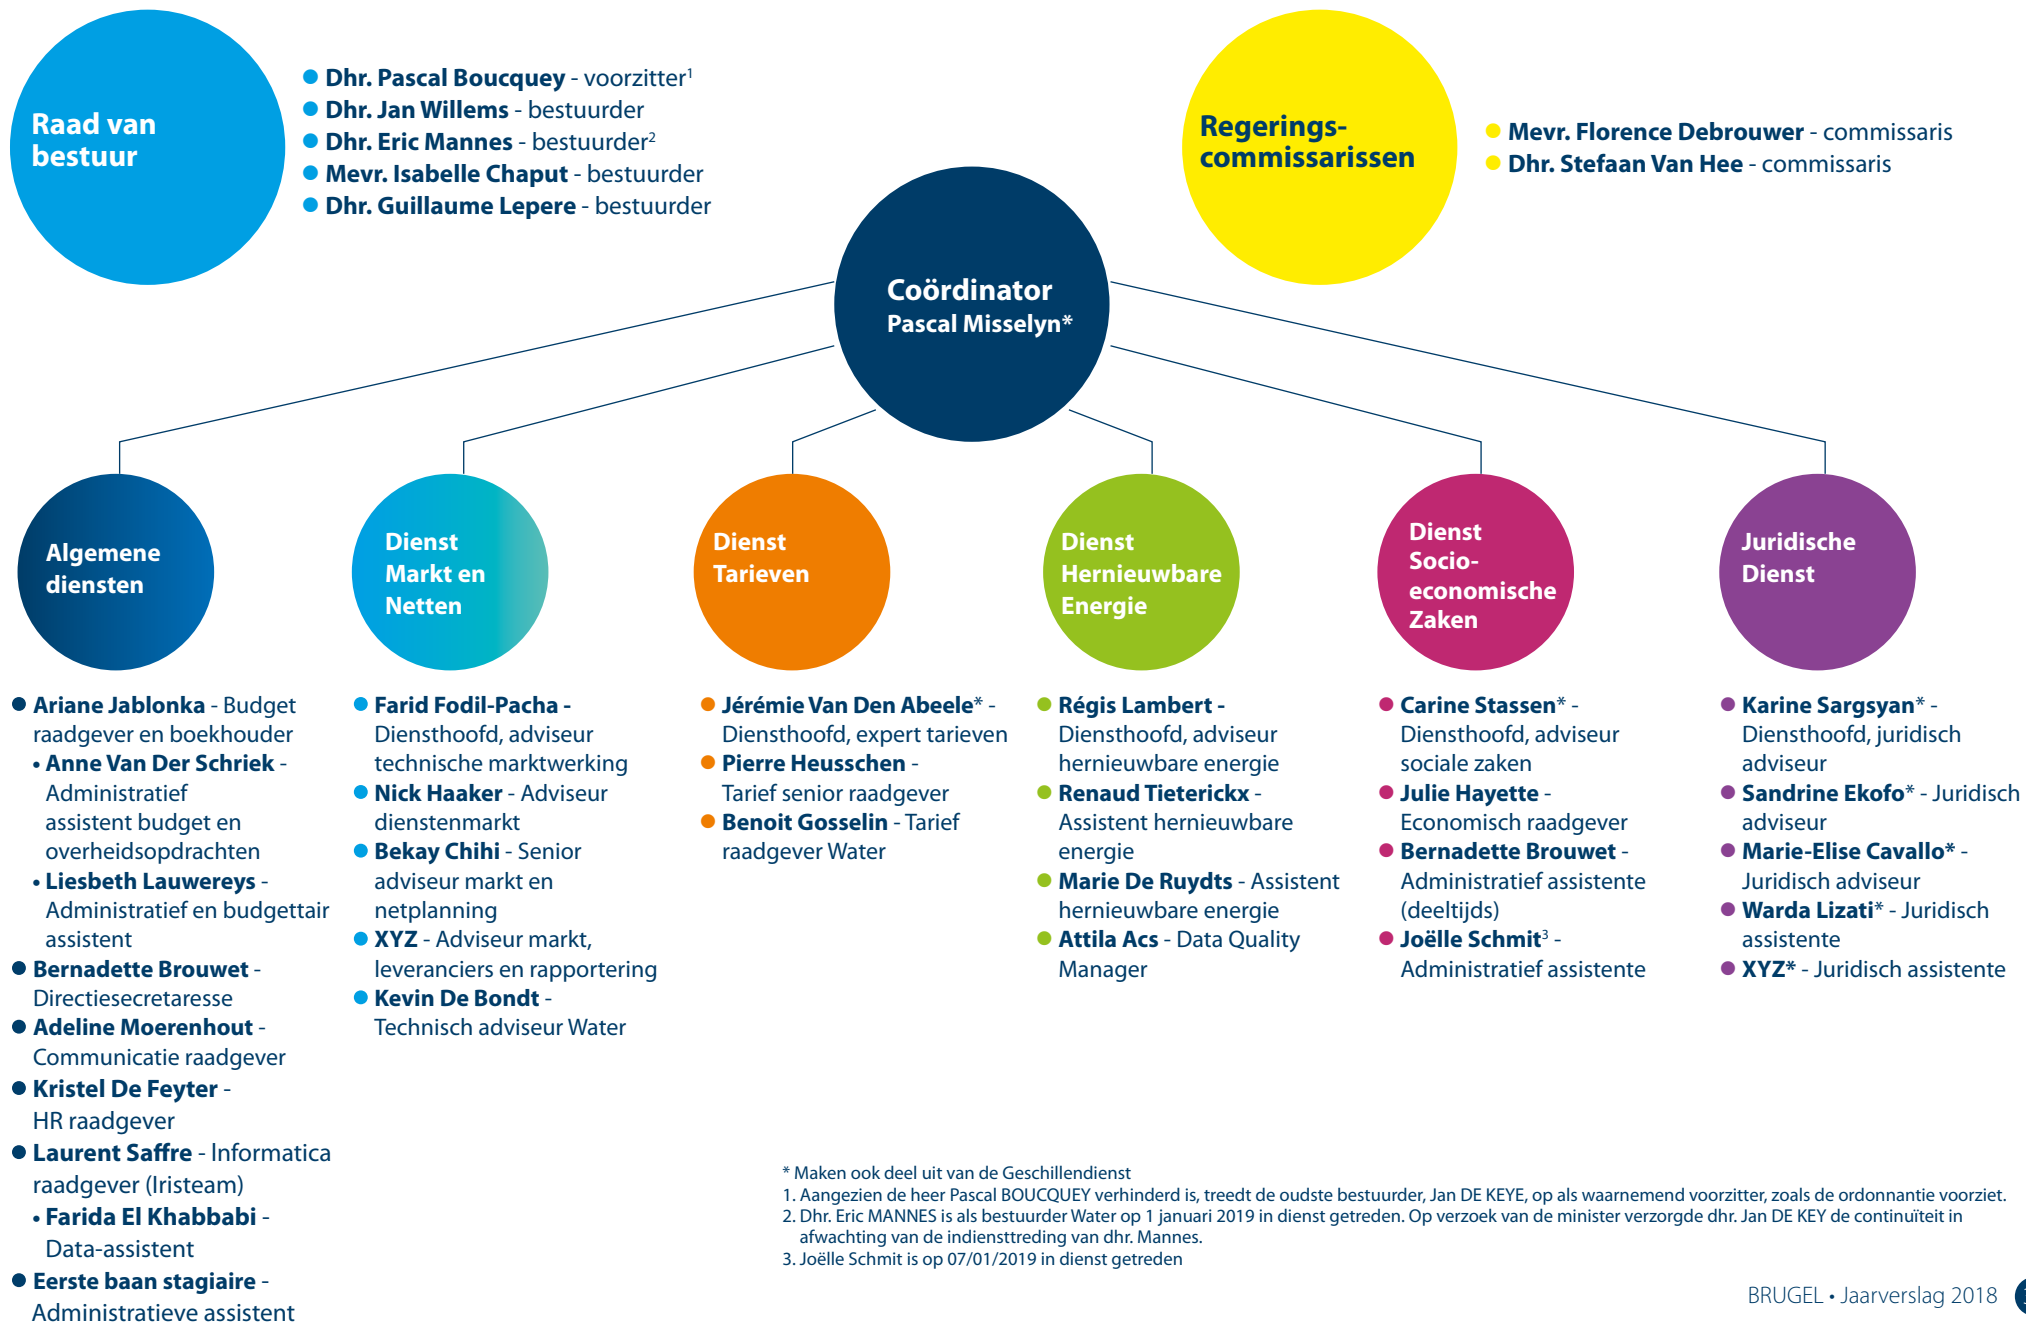 Raad van
bestuur
Dhr. Pascal Boucquey - voorzitter¹
Dhr. Jan Willems - bestuurder
Dhr. Eric Mannes - bestuurder²
Mevr. Isabelle Chaput - bestuurder
Dhr. Guillaume Lepere - bestuurder
Regerings-
commissarissen
Mevr. Florence Debrouwer - commissaris
Dhr. Stefaan Van Hee - commissaris
Coördinator
Pascal Misselyn*
Algemene
diensten
Ariane Jablonka - Budget
raadgever en boekhouder
• Anne Van Der Schriek -
Administratief
assistent budget en
overheidsopdrachten
• Liesbeth Lauwereys -
Administratief en budgettair
assistent
Bernadette Brouwet -
Directiesecretaresse
Adeline Moerenhout -
Communicatie raadgever
Kristel De Feyter -
HR raadgever
Laurent Saffre - Informatica
raadgever (Iristeam)
• Farida El Khabbabi -
Data-assistent
Eerste baan stagiaire -
Administratieve assistent
Dienst
Markt en
Netten
Farid Fodil-Pacha -
Diensthoofd, adviseur
technische marktwerking
Nick Haaker - Adviseur
dienstenmarkt
Bekay Chihi - Senior
adviseur markt en
netplanning
XYZ - Adviseur markt,
leveranciers en rapportering
Kevin De Bondt -
Technisch adviseur Water
Dienst
Tarieven
Jérémie Van Den Abeele* -
Diensthoofd, expert tarieven
Pierre Heusschen -
Tarief senior raadgever
Benoit Gosselin - Tarief
raadgever Water
Dienst
Hernieuwbare
Energie
Régis Lambert -
Diensthoofd, adviseur
hernieuwbare energie
Renaud Tieterickx -
Assistent hernieuwbare
energie
Marie De Ruydts - Assistent
hernieuwbare energie
Attila Acs - Data Quality
Manager
Dienst
Socio-
economische
Zaken
Carine Stassen* -
Diensthoofd, adviseur
sociale zaken
Julie Hayette -
Economisch raadgever
Bernadette Brouwet -
Administratief assistente
(deeltijds)
Joëlle Schmit³ -
Administratief assistente
Juridische
Dienst
Karine Sargsyan* -
Diensthoofd, juridisch
adviseur
Sandrine Ekofo* - Juridisch
adviseur
Marie-Elise Cavallo* -
Juridisch adviseur
Warda Lizati* - Juridisch
assistente
XYZ* - Juridisch assistente
* Maken ook deel uit van de Geschillendienst
1. Aangezien de heer Pascal BOUCQUEY verhinderd is, treedt de oudste bestuurder, Jan DE KEYE, op als waarnemend voorzitter, zoals de ordonnantie voorziet.
2. Dhr. Eric MANNES is als bestuurder Water op 1 januari 2019 in dienst getreden. Op verzoek van de minister verzorgde dhr. Jan DE KEY de continuïteit in
afwachting van de indiensttreding van dhr. Mannes.
3. Joëlle Schmit is op 07/01/2019 in dienst getreden
BRUGEL • Jaarverslag 2018